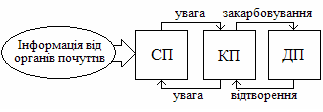 увага закарбовування
Інформація від
органів почуттів
СП КП ДП
увага відтворення